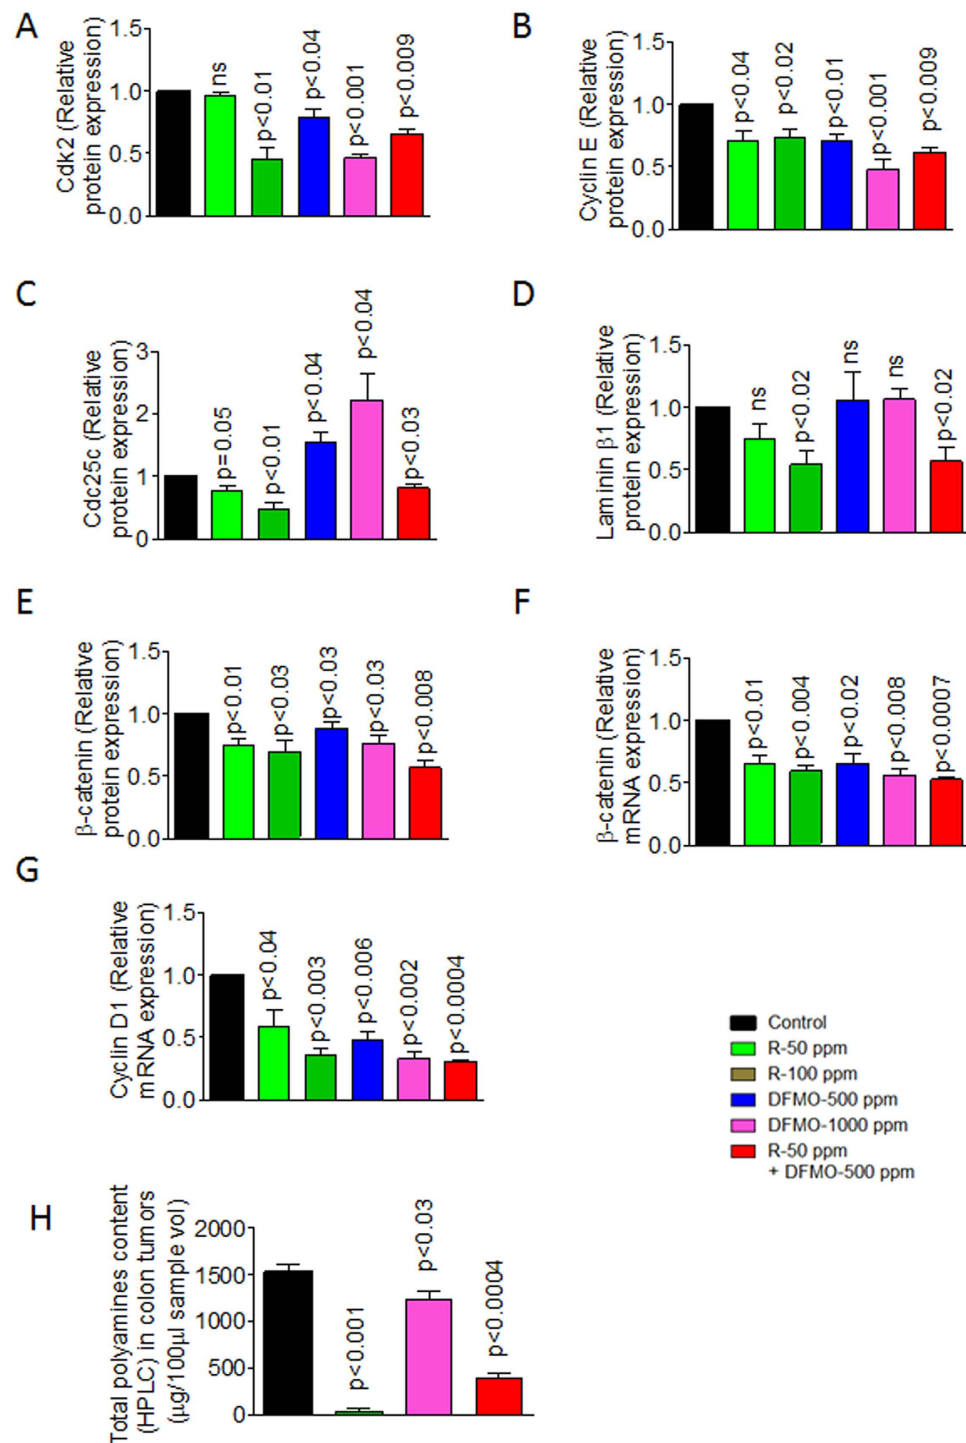 A
Cdk2 (Relative
protein expression)
1.5
1.0
0.5
0.0
ns
p<0.01
p<0.04
p<0.001
p<0.009
B
Cyclin E (Relative
protein expression)
1.5
1.0
0.5
0.0
p<0.04
p<0.02
p<0.01
p<0.001
p<0.009
C
Cdc25c (Relative
protein expression)
3
2
1
0
p=0.05
p<0.01
p<0.04
p<0.04
p<0.03
D
Laminin β1 (Relative
protein expression)
1.5
1.0
0.5
0.0
ns
p<0.02
ns
ns
p<0.02
E
β-catenin (Relative
protein expression)
1.5
1.0
0.5
0.0
p<0.01
p<0.03
p<0.03
p<0.03
p<0.008
F
β-catenin (Relative
mRNA expression)
1.5
1.0
0.5
0.0
p<0.01
p<0.004
p<0.02
p<0.008
p<0.0007
G
Cyclin D1 (Relative
mRNA expression)
1.5
1.0
0.5
0.0
p<0.04
p<0.003
p<0.006
p<0.002
p<0.0004
Control
R-50 ppm
R-100 ppm
DFMO-500 ppm
DFMO-1000 ppm
R-50 ppm
+ DFMO-500 ppm
H
Total polyamines content
(HPLC) in colon tumors
(µg/100µl sample vol)
2000
1500
1000
500
0
p<0.001
p<0.03
p<0.0004